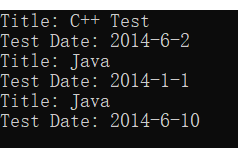 Title: C++ Test
Test Date: 2014-6-2
Title: Java
Test Date: 2014-1-1
Title: Java
Test Date: 2014-6-10